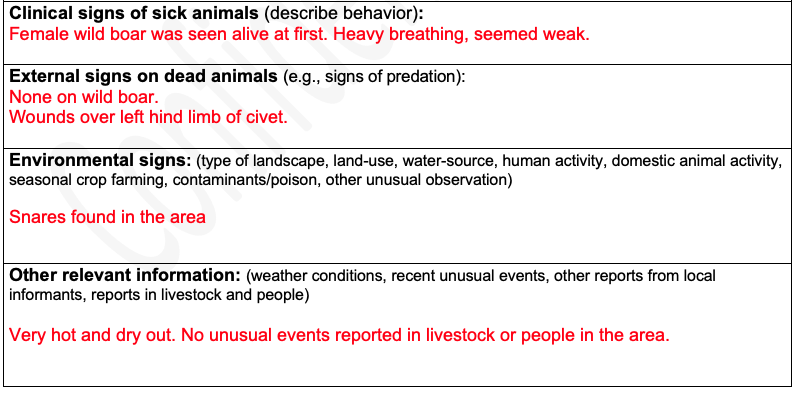 Clinical signs of sick animals (describe behavior):
Female wild boar was seen alive at first. Heavy breathing, seemed weak.
External signs on dead animals (e.g., signs of predation):
None on wild boar.
Wounds over left hind limb of civet.
Environmental signs: (type of landscape, land-use, water-source, human activity, domestic animal activity,
seasonal crop farming, contaminants/poison, other unusual observation)
Snares found in the area
Other relevant information: (weather conditions, recent unusual events, other reports from local
informants, reports in livestock and people)
Very hot and dry out. No unusual events reported in livestock or people in the area.